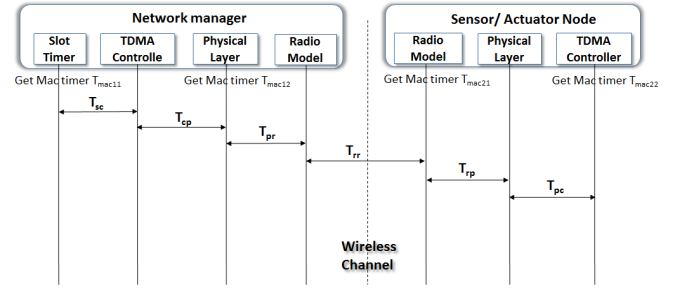 Network manager
Sensor/ Actuator Node
Slot Timer
TDMA Controlle
Physical Layer
Radio Model
Radio Model
Physical Layer
TDMA Controller
Get Mac timer Tmac11
Get Mac timer Tmac12
Get Mac timer Tmac21
Get Mac timer Tmac22
Tsc
Tcp
Tpr
Trr
Trp
Tpc
Wireless
Channel